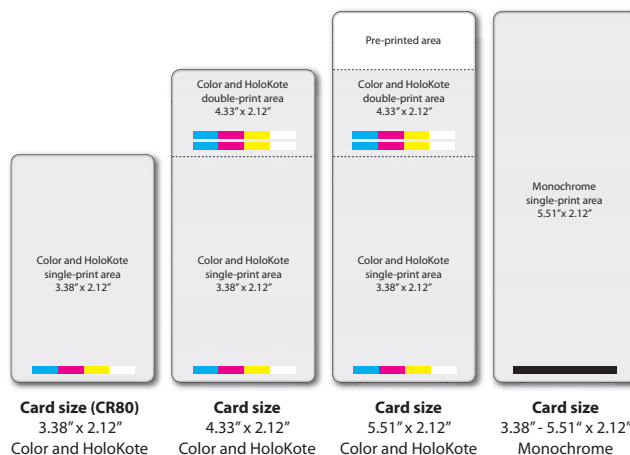 Color and HoloKote
single-print area
3.38” x 2.12”
Card size (CR80)
3.38” x 2.12”
Color and HoloKote
Color and HoloKote
double-print area
4.33” x 2.12”
Color and HoloKote
single-print area
3.38” x 2.12”
Card size
4.33” x 2.12”
Color and HoloKote
Pre-printed area
Color and HoloKote
double-print area
4.33” x 2.12”
Color and HoloKote
single-print area
3.38” x 2.12”
Card size
5.51” x 2.12”
Color and HoloKote
Monochrome
single-print area
5.51”x 2.12”
Card size
3.38” - 5.51“ x 2.12”
Monochrome